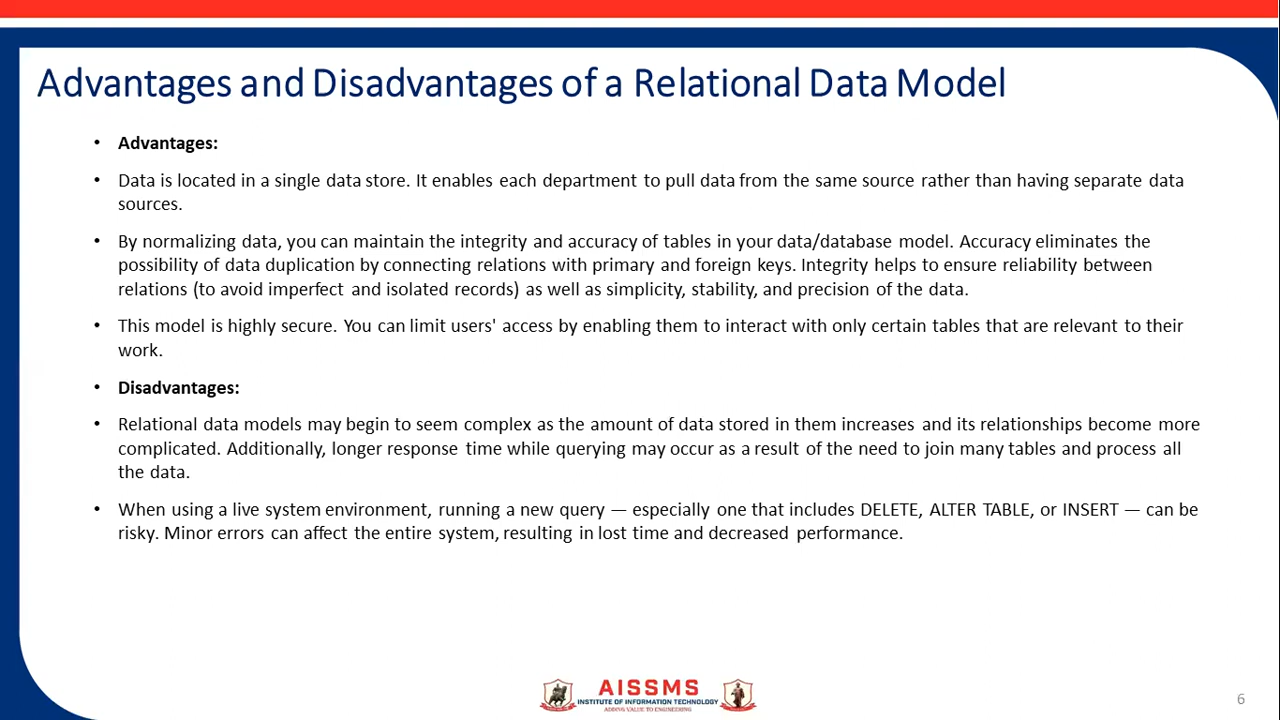 Advantages and Disadvantages of a Relational Data Model
• Advantages:
• Data is located in a single data store. It enables each department to pull data from the same source rather than having separate data
sources.
• By normalizing data, you can maintain the integrity and accuracy of tables in your data/database model. Accuracy eliminates the
possibility of data duplication by connecting relations with primary and foreign keys. Integrity helps to ensure reliability between
relations (to avoid imperfect and isolated records) as well as simplicity, stability, and precision of the data.
• This model is highly secure. You can limit users' access by enabling them to interact with only certain tables that are relevant to their
work.
• Disadvantages:
• Relational data models may begin to seem complex as the amount of data stored in them increases and its relationships become more
complicated. Additionally, longer response time while querying may occur as a result of the need to join many tables and process all
the data.
• When using a live system environment, running a new query — especially one that includes DELETE, ALTER TABLE, or INSERT — can be
risky. Minor errors can affect the entire system, resulting in lost time and decreased performance.
AISSMS
INSTITUTE OF INFORMATION TECHNOLOGY
ADDING VALUE TO ENGINEERING
6